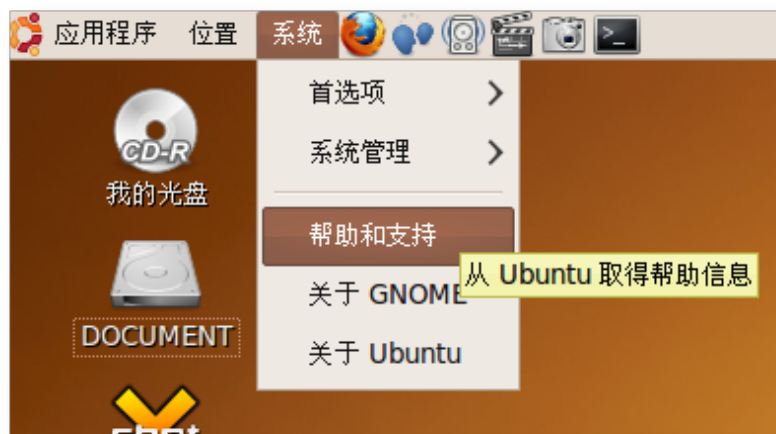 应用程序 位置 系统
首选项
系统管理
帮助和支持
从 Ubuntu 取得帮助信息
关于 GNOME
关于 Ubuntu
CD-R
我的光盘
DOCUMENT